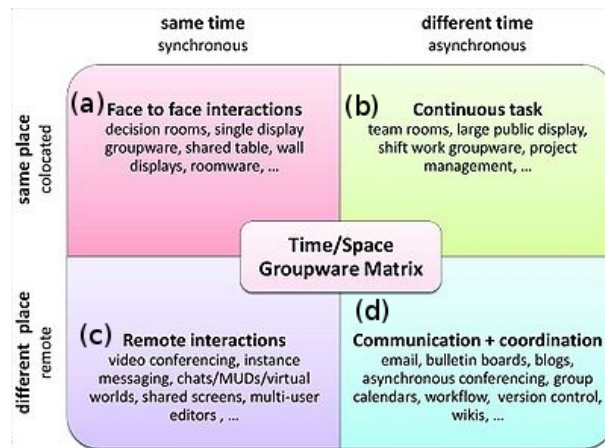 same time
synchronous
different time
asynchronous
same place
colocated
(a)
Face to face interactions
decision rooms, single display
groupware, shared table, wall
displays, roomware, ...
(b)
Continuous task
team rooms, large public display,
shift work groupware, project
management, ...
Time/Space
Groupware Matrix
different place
remote
(c)
Remote interactions
video conferencing, instance
messaging, chats/MUDs/virtual
worlds, shared screens, multi-user
editors , ...
(d)
Communication + coordination
email, bulletin boards, blogs,
asynchronous conferencing, group
calendars, workflow, version control,
wikis, ...